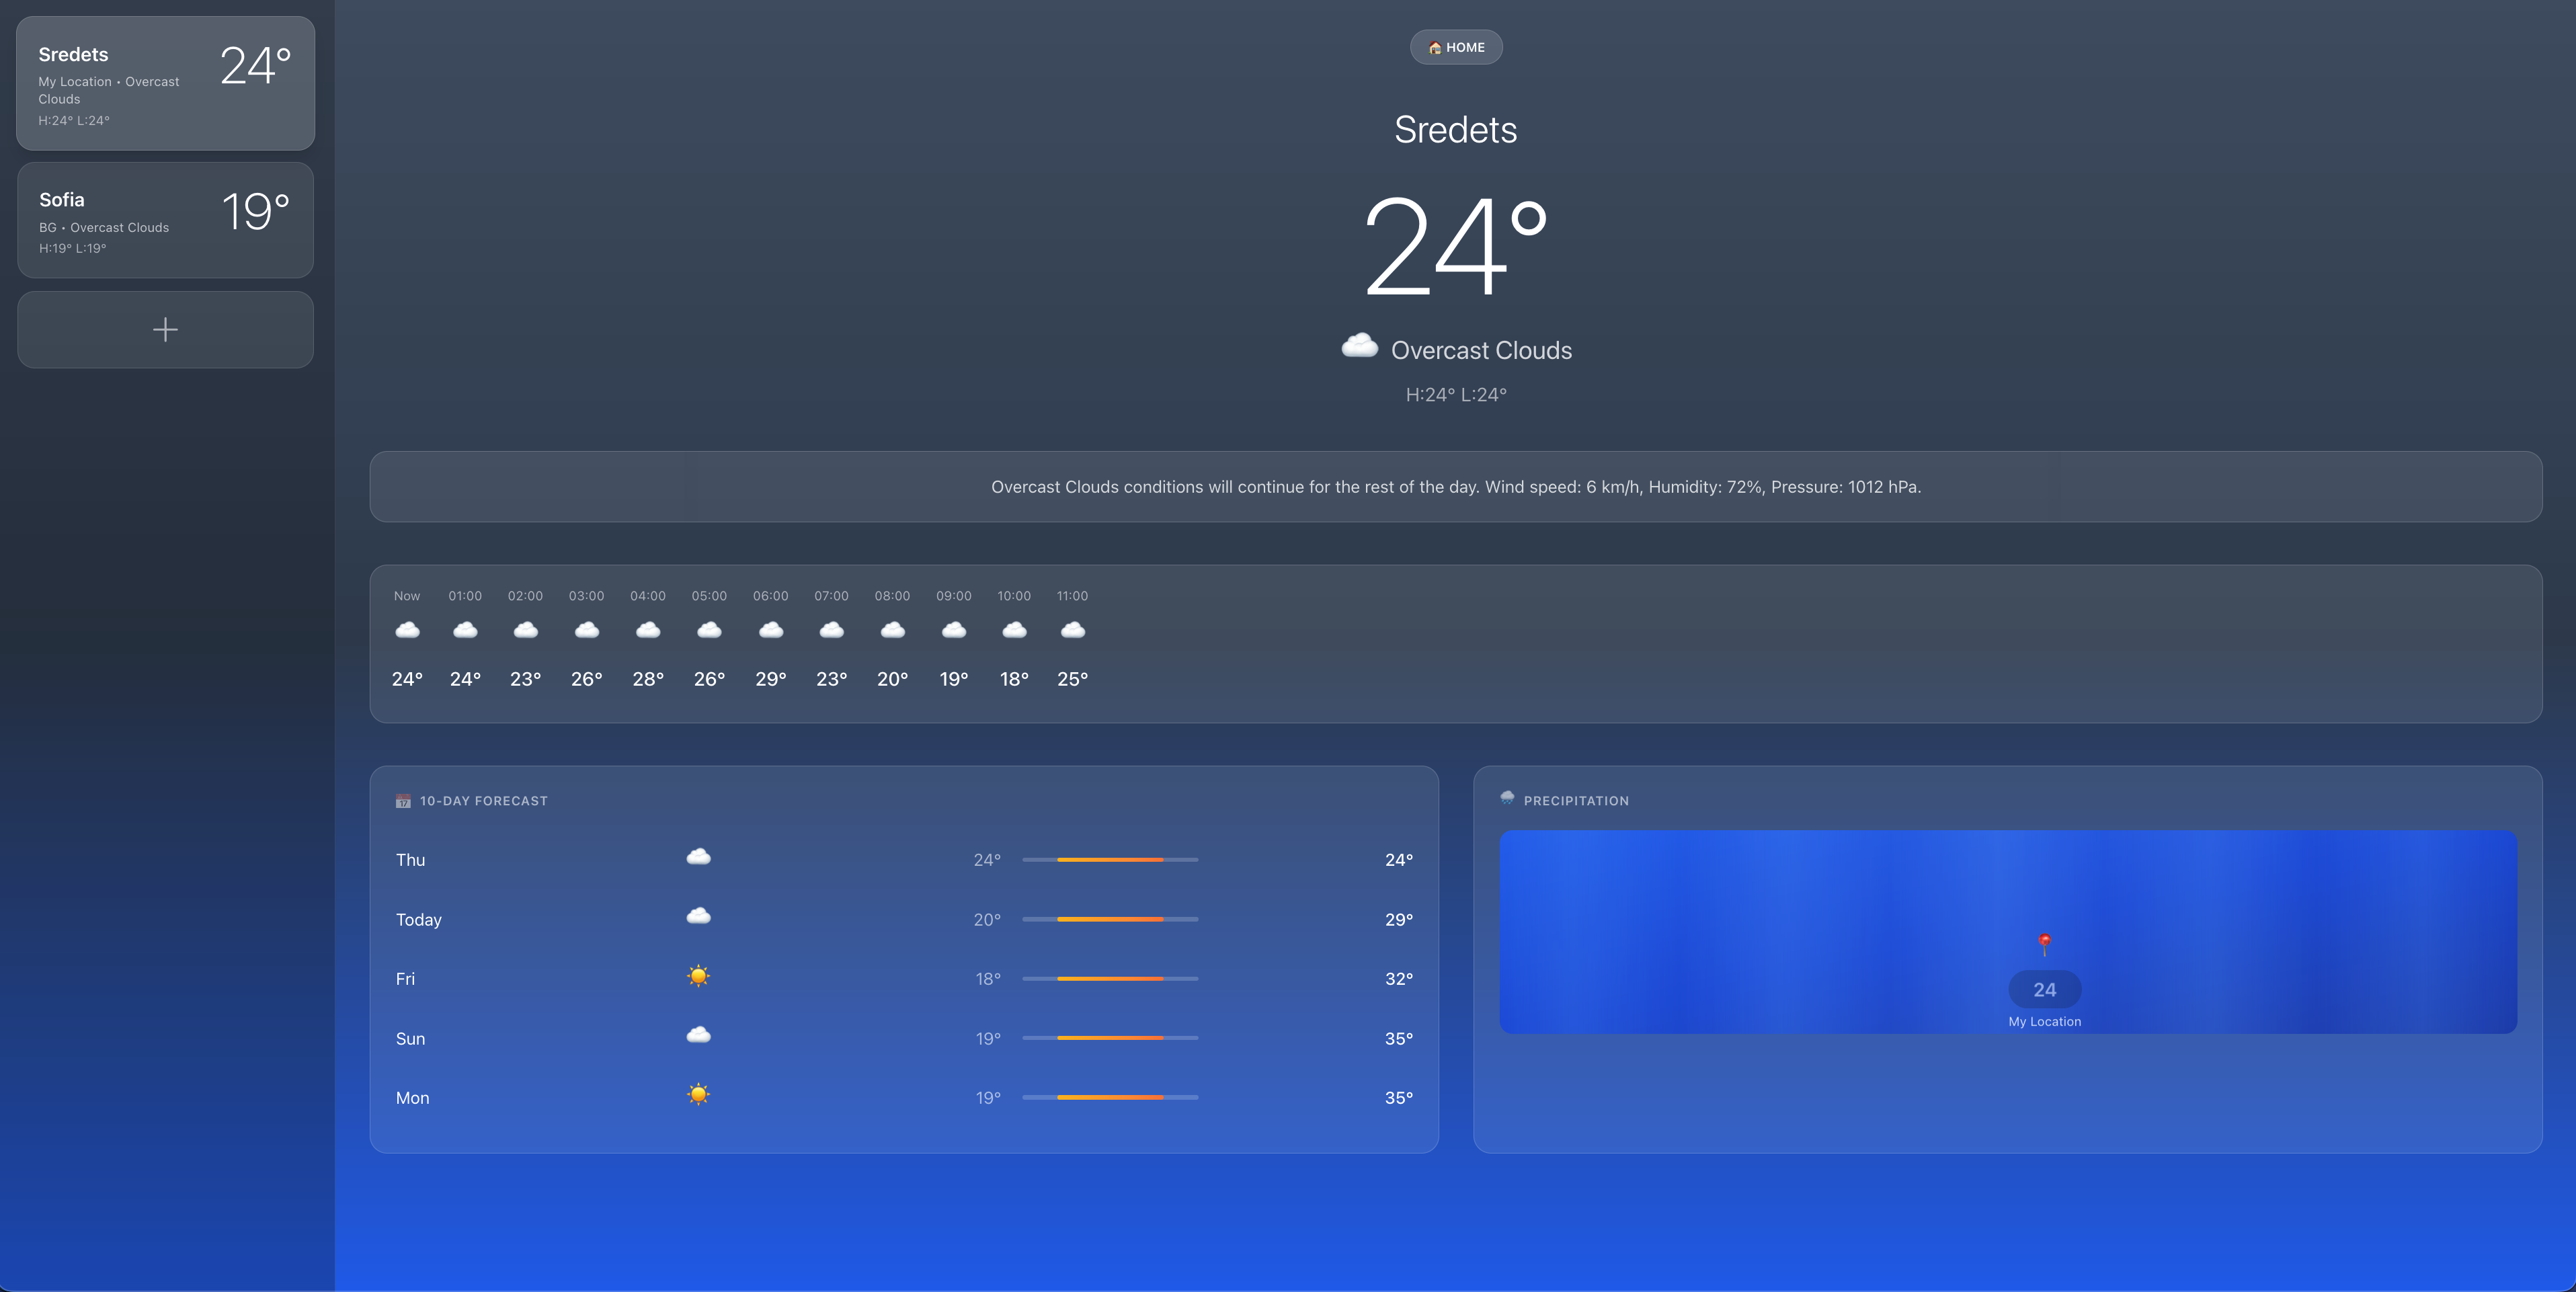 Sredets
24°
My Location • Overcast
Clouds
H:24° L:24°
Sofia
19°
BG • Overcast Clouds
H:19° L:19°
HOME
Sredets
24°
Overcast Clouds
H:24° L:24°
Overcast Clouds conditions will continue for the rest of the day. Wind speed: 6 km/h, Humidity: 72%, Pressure: 1012 hPa.
Now 01:00 02:00 03:00 04:00 05:00 06:00 07:00 08:00 09:00 10:00 11:00
24° 24° 23° 26° 28° 26° 29° 23° 20° 19° 18° 25°
17 10-DAY FORECAST
Thu 24° 24°
Today 20° 29°
Fri 18° 32°
Sun 19° 35°
Mon 19° 35°
PRECIPITATION
24
My Location